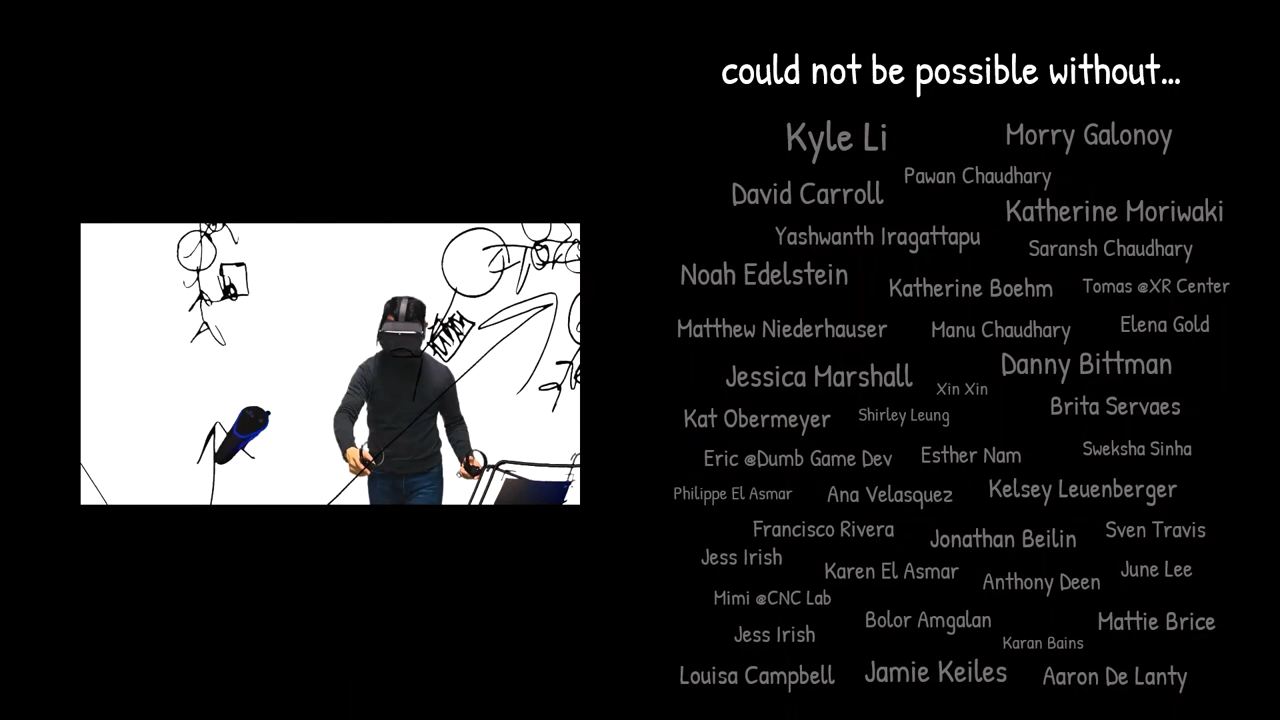 could not be possible without...
Kyle Li
Morry Galonoy
Pawan Chaudhary
David Carroll
Katherine Moriwaki
Yashwanth Iragattapu
Saransh Chaudhary
Noah Edelstein
Katherine Boehm
Tomas @XR Center
Matthew Niederhauser
Manu Chaudhary
Elena Gold
Jessica Marshall
Xin Xin
Danny Bittman
Kat Obermeyer
Shirley Leung
Brita Servaes
Eric @Dumb Game Dev
Esther Nam
Sweksha Sinha
Philippe El Asmar
Ana Velasquez
Kelsey Leuenberger
Francisco Rivera
Jonathan Beilin
Sven Travis
Jess Irish
Karen El Asmar
Anthony Deen
June Lee
Mimi @CNC Lab
Bolor Amgalan
Mattie Brice
Jess Irish
Karan Bains
Louisa Campbell
Jamie Keiles
Aaron De Lanty